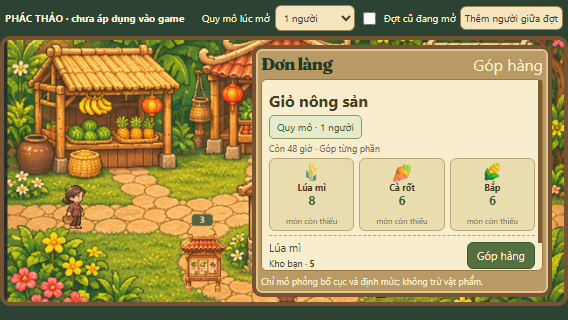 PHÁC THẢO · chưa áp dụng vào game
Quy mô lúc mở
1 người
Đợt cũ đang mở
Thêm người giữa đợt
Đơn làng
Góp hàng
Giỏ nông sản
Quy mô · 1 người
Còn 48 giờ · Góp từng phần
Lúa mì
8
món còn thiếu
Cà rốt
6
món còn thiếu
Bắp
6
món còn thiếu
3
Lúa mì
Kho bạn · 5
Góp hàng
Chỉ mô phỏng bố cục và định mức; không trừ vật phẩm.